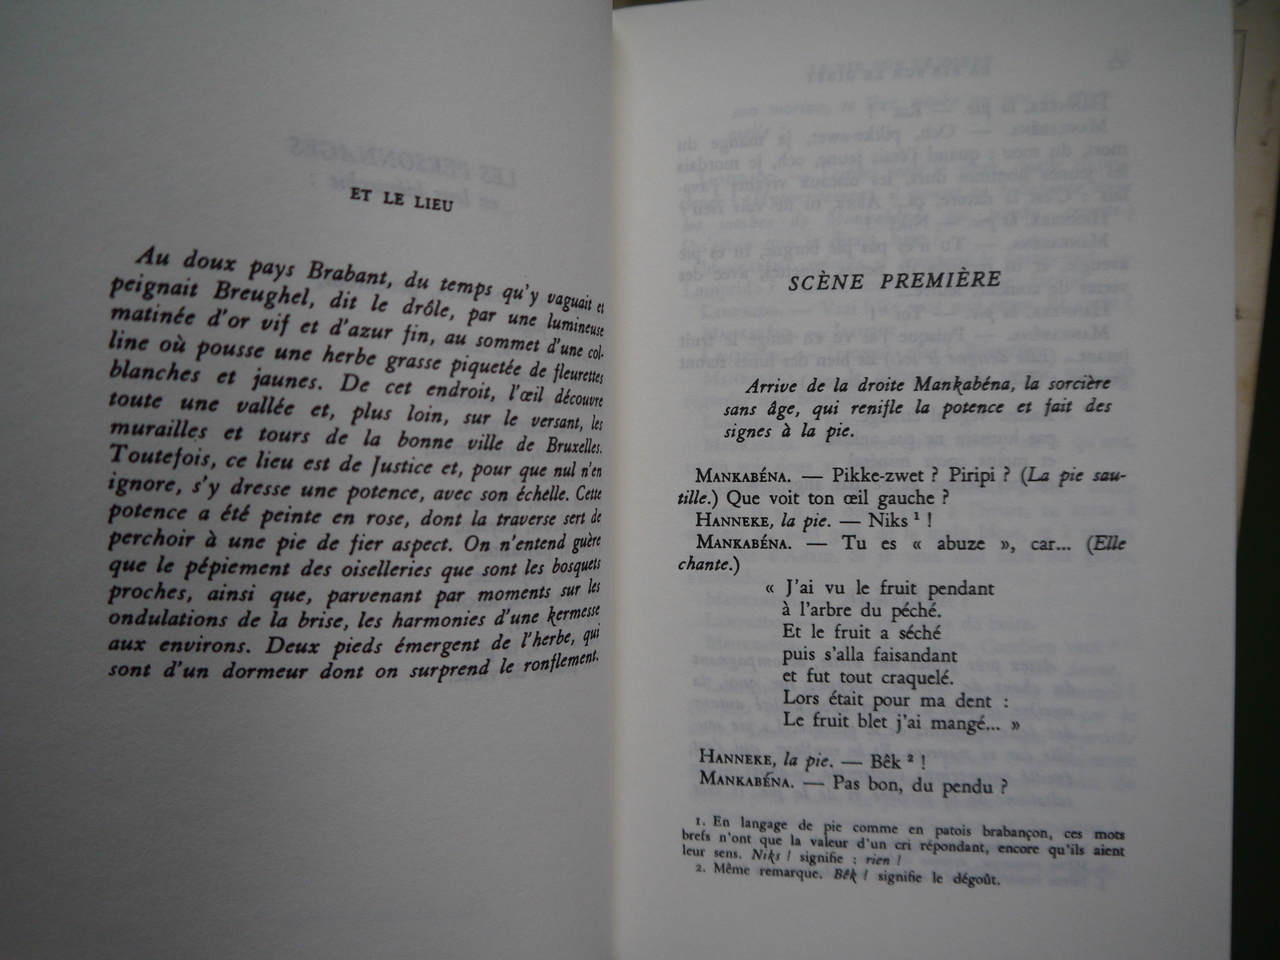 ET LE LIEU
Au doux pays Brabant, du temps qu'y vaguait et
peignait Breughel, dit le drôle, par une lumineuse
matinée d'or vif et d'azur fin, au sommet d'une col-
line où pousse une herbe grasse piquetée de fleurettes
blanches et jaunes. De cet endroit, l'œil découvre
toute une vallée et, plus loin, sur le versant, les
murailles et tours de la bonne ville de Bruxelles.
Toutefois, ce lieu est de Justice et, pour que nul n'en
ignore, s'y dresse une potence, avec son échelle. Cette
potence a été peinte en rose, dont la traverse sert de
perchoir à une pie de fier aspect. On n'entend guère
que le pépiement des oiselleries que sont les bosquets
proches, ainsi que, parvenant par moments sur les
ondulations de la brise, les harmonies d'une kermesse
aux environs. Deux pieds émergent de l'herbe, qui
sont d'un dormeur dont on surprend le ronflement.
SCÈNE PREMIÈRE
Arrive de la droite Mankabéna, la sorcière
sans âge, qui renifle la potence et fait des
signes à la pie.
MANKABÉNA. — Pikke-zwet ? Piripi ? (La pie sau-
tille.) Que voit ton œil gauche ?
HANNEKE, la pie. — Niks ¹ !
MANKABÉNA. — Tu es « abuze », car... (Elle
chante.)
« J'ai vu le fruit pendant
à l'arbre du péché.
Et le fruit a séché
puis s'alla faisandant
et fut tout craquelé.
Lors était pour ma dent :
Le fruit blet j'ai mangé... »
HANNEKE, la pie. — Bêk ² !
MANKABÉNA. — Pas bon, du pendu ?
1. En langage de pie comme en patois brabançon, ces mots
brefs n'ont que la valeur d'un cri répondant, encore qu'ils aient
leur sens. Niks ! signifie : rien !
2. Même remarque. Bêk ! signifie le dégoût.